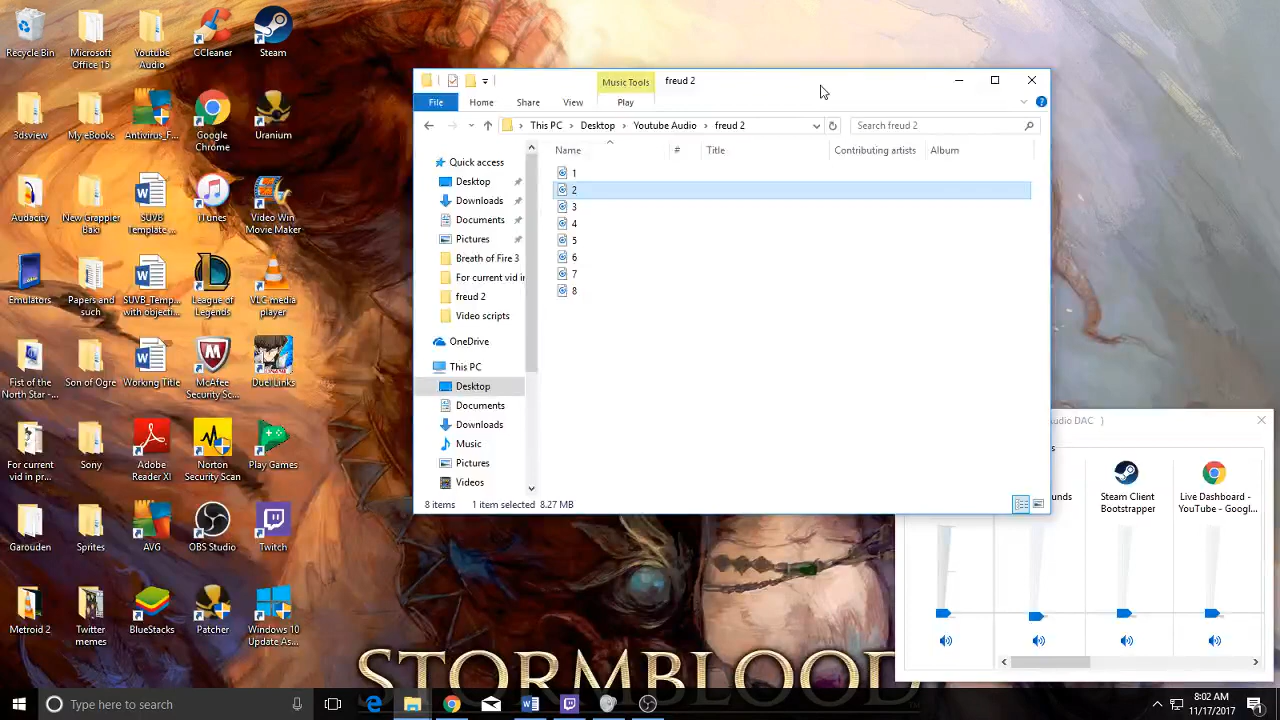 Recycle Bin
Microsoft
Office 15
Youtube
Audio
CCleaner
Steam
3dsview
My EBooks
Antivirus_F...
Google
Chrome
Uranium
Audacity
New Grappler
Baki
SUVB
Template ...
iTunes
Video Win
Movie Maker
Emulators
Papers and
such
SUVB_Temp...
with objecti...
League of
Legends
VLC media
player
Fist of the
North Star -...
Son of Ogre
Working Title
McAfee
Security Sc...
Duel Links
For current
vid in pr...
Sony
Adobe
Reader XI
Norton
Security Scan
Play Games
Garouden
Sprites
AVG
OBS Studio
Twitch
Metroid 2
Twitter
memes
BlueStacks
Patcher
Windows 10
Update As...
Music Tools
freud 2
File
Home
Share
View
Play
This PC
Desktop
Youtube Audio
freud 2
Search freud 2
Name
#
Title
Contributing artists
Album
Quick access
Desktop
Downloads
Documents
Pictures
Breath of Fire 3
For current vid in
freud 2
Video scripts
OneDrive
This PC
Desktop
Documents
Downloads
Music
Pictures
Videos
1
2
3
4
5
6
7
8
8 items
1 item selected 8.27 MB
udio DAC )
s
unds
Steam Client
Bootstrapper
Live Dashboard -
YouTube - Googl...
STORMBLOOD
Type here to search
8:02 AM
11/17/2017
1